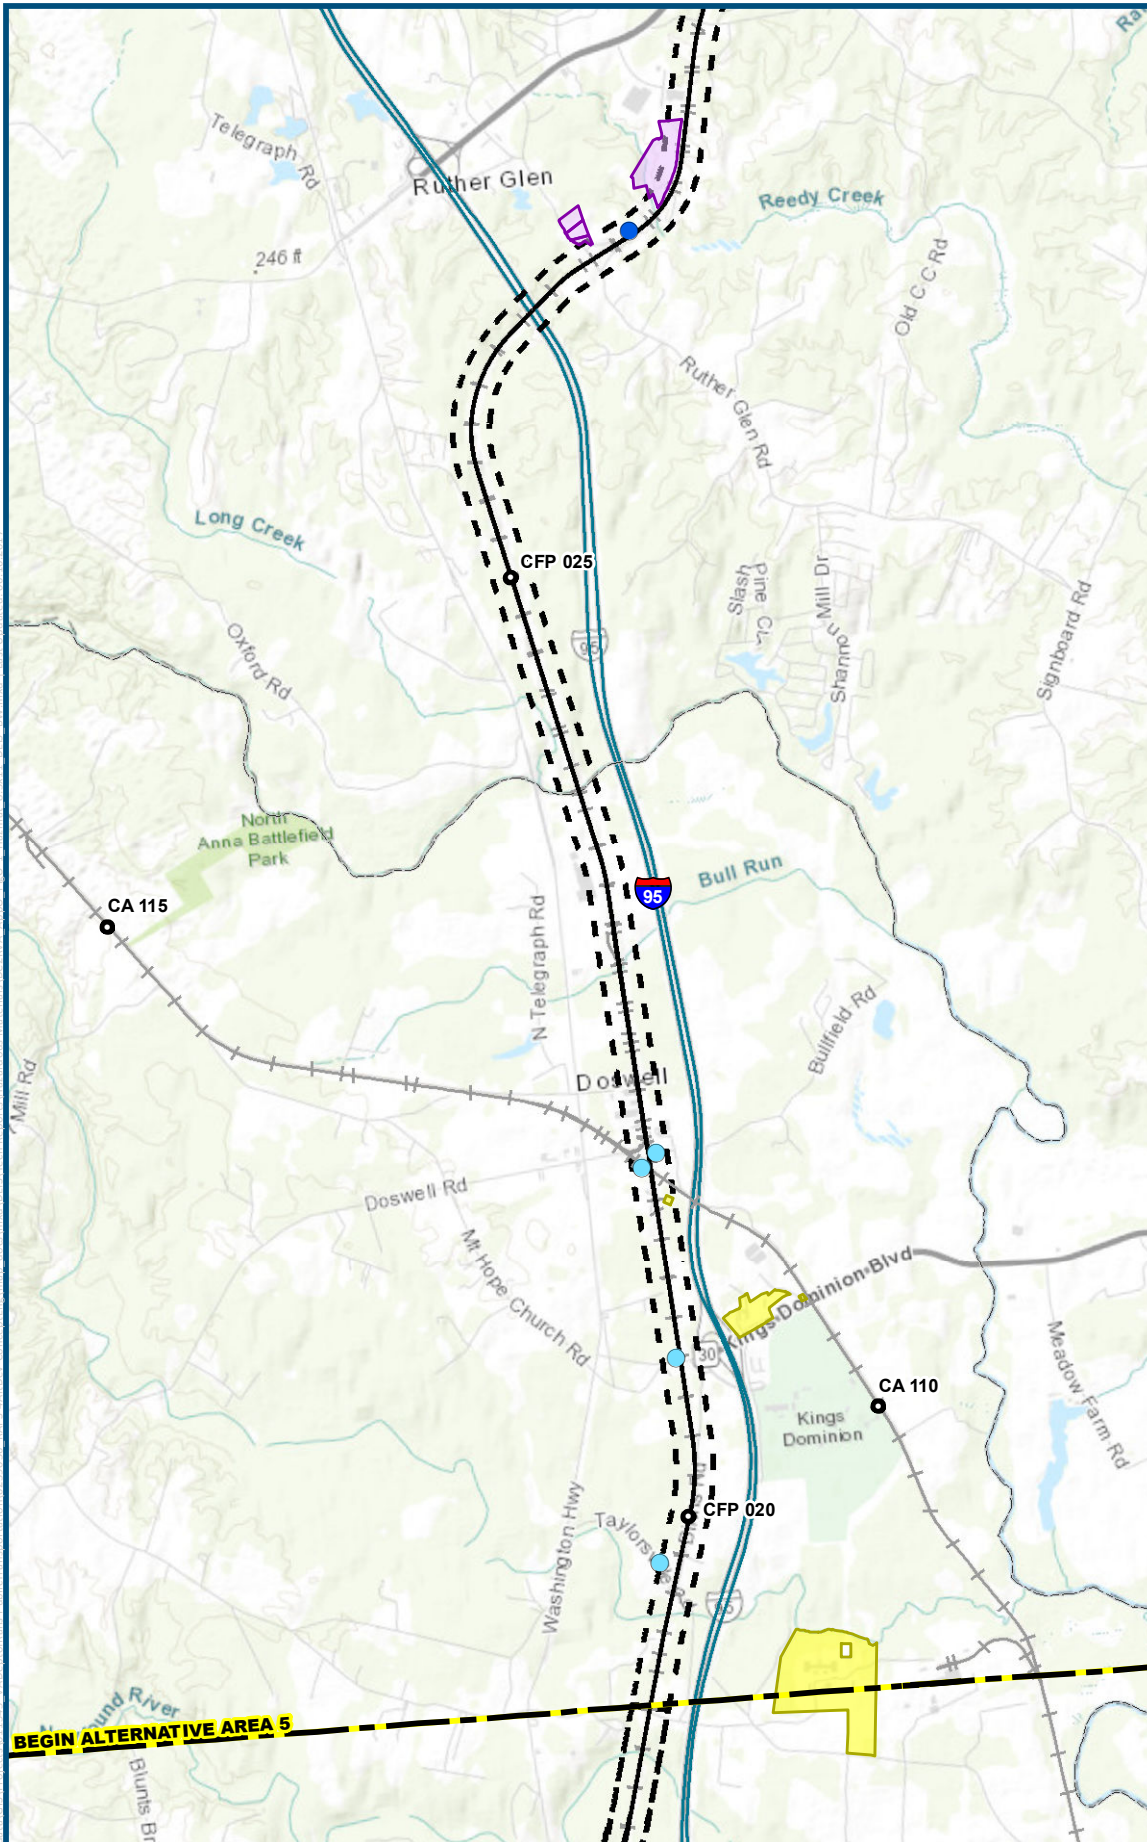 Telegraph Rd
Ruther Glen
Reedy Creek
246 ft
Old C C Rd
Ruther Glen Rd
Long Creek
CFP 025
Slash
Pine Ct
Mill Dr
Shannon
Oxford Rd
95
Signboard Rd
North
Anna Battlefield
Park
Bull Run
95
CA 115
N Telegraph Rd
Bullfield Rd
Mill Rd
Doswell
Doswell Rd
Mt Hope Church Rd
Kings Dominion Blvd
30
Meadow Farm Rd
CA 110
Kings
Dominion
CFP 020
Washington Hwy
95
River
BEGIN ALTERNATIVE AREA 5
Blunts